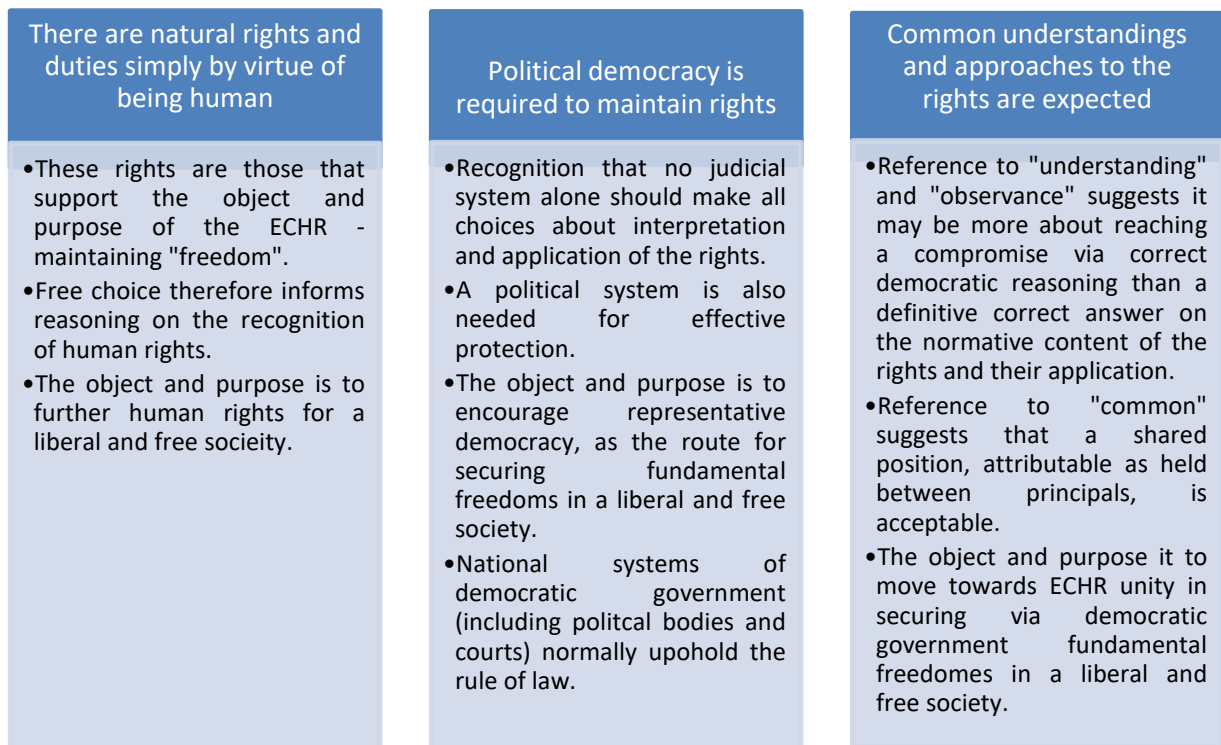 There are natural rights and
duties simply by virtue of
being human
•These rights are those that
support the object and
purpose of the ECHR -
maintaining "freedom".
•Free choice therefore informs
reasoning on the recognition
of human rights.
•The object and purpose is to
further human rights for a
liberal and free socieity.
Political democracy is
required to maintain rights
•Recognition that no judicial
system alone should make all
choices about interpretation
and application of the rights.
•A political system is also
needed for effective
protection.
•The object and purpose is to
encourage representative
democracy, as the route for
securing fundamental
freedoms in a liberal and free
society.
•National systems of
democratic government
(including politcal bodies and
courts) normally upohold the
rule of law.
Common understandings
and approaches to the
rights are expected
•Reference to "understanding"
and "observance" suggests it
may be more about reaching
a compromise via correct
democratic reasoning than a
definitive correct answer on
the normative content of the
rights and their application.
•Reference to "common"
suggests that a shared
position, attributable as held
between principals, is
acceptable.
•The object and purpose it to
move towards ECHR unity in
securing via democratic
government fundamental
freedomes in a liberal and
free society.